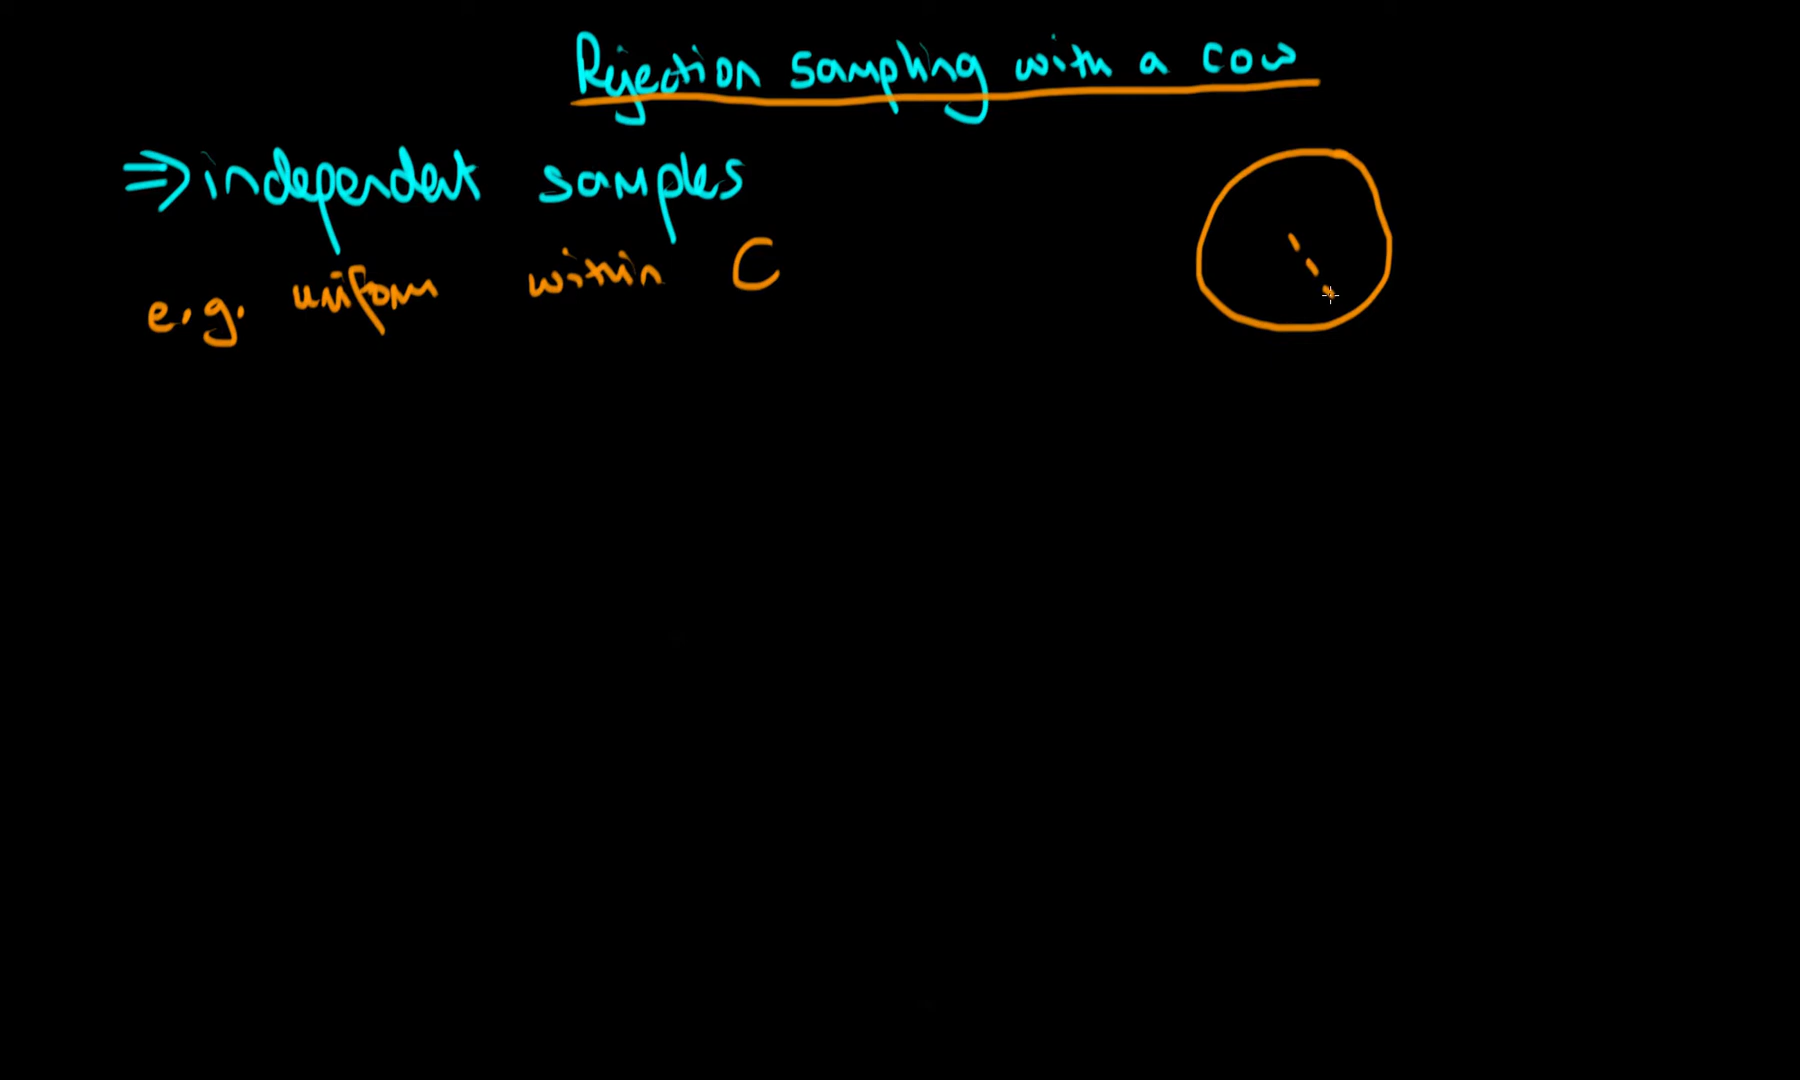 Rejection sampling with a cow
⇒ independent samples
e.g. uniform within C